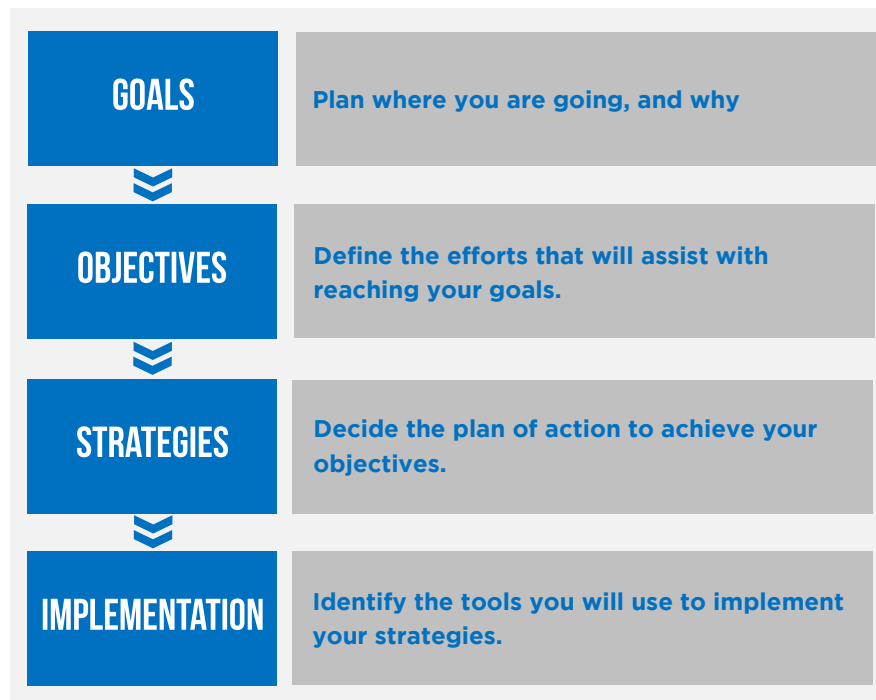 GOALS
Plan where you are going, and why
OBJECTIVES
Define the efforts that will assist with
reaching your goals.
STRATEGIES
Decide the plan of action to achieve your
objectives.
IMPLEMENTATION
Identify the tools you will use to implement
your strategies.